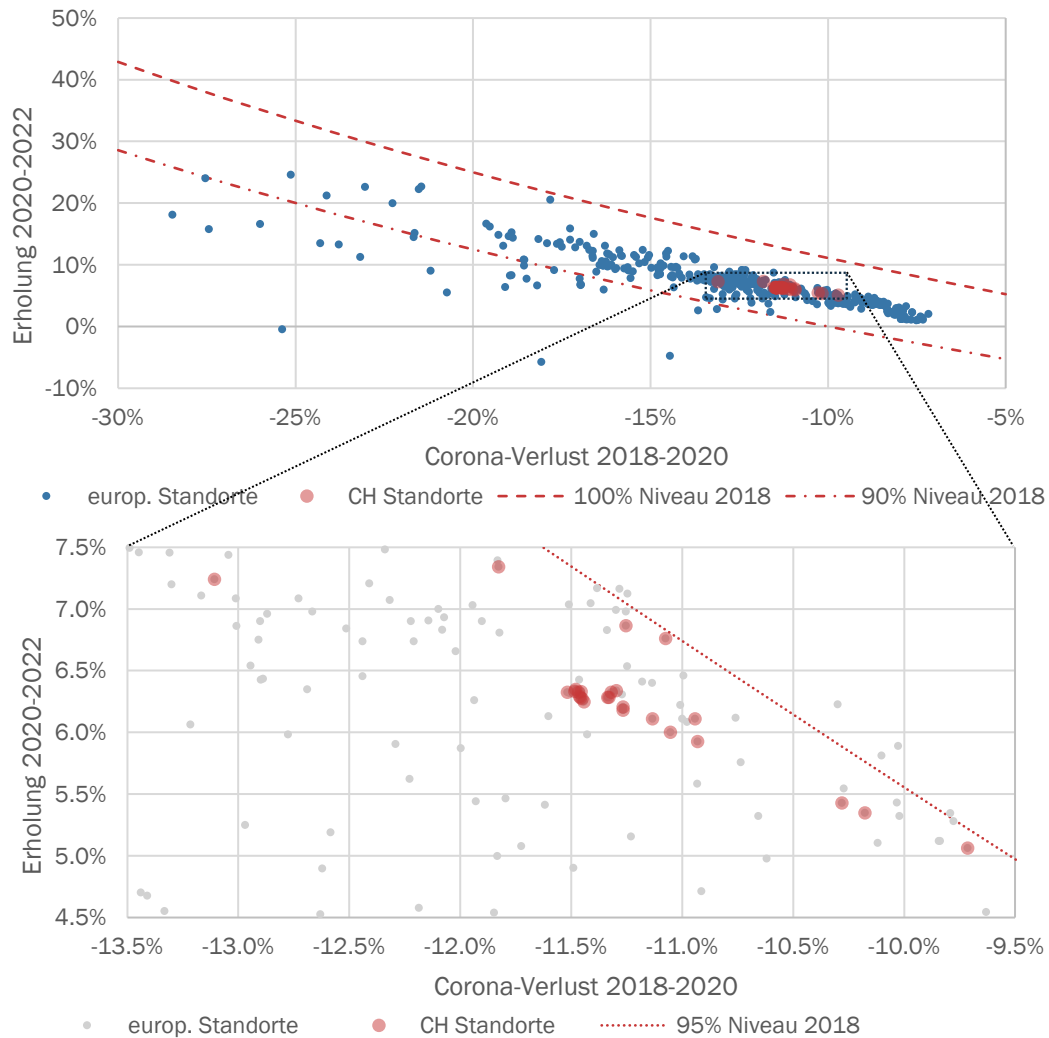 50%
40%
30%
20%
10%
0%
-10%
Erholung 2020-2022
-30% -25% -20% -15% -10% -5%
Corona-Verlust 2018-2020
europ. Standorte CH Standorte 100% Niveau 2018 90% Niveau 2018
7.5%
7.0%
6.5%
6.0%
5.5%
5.0%
4.5%
Erholung 2020-2022
-13.5% -13.0% -12.5% -12.0% -11.5% -11.0% -10.5% -10.0% -9.5%
Corona-Verlust 2018-2020
europ. Standorte CH Standorte 95% Niveau 2018